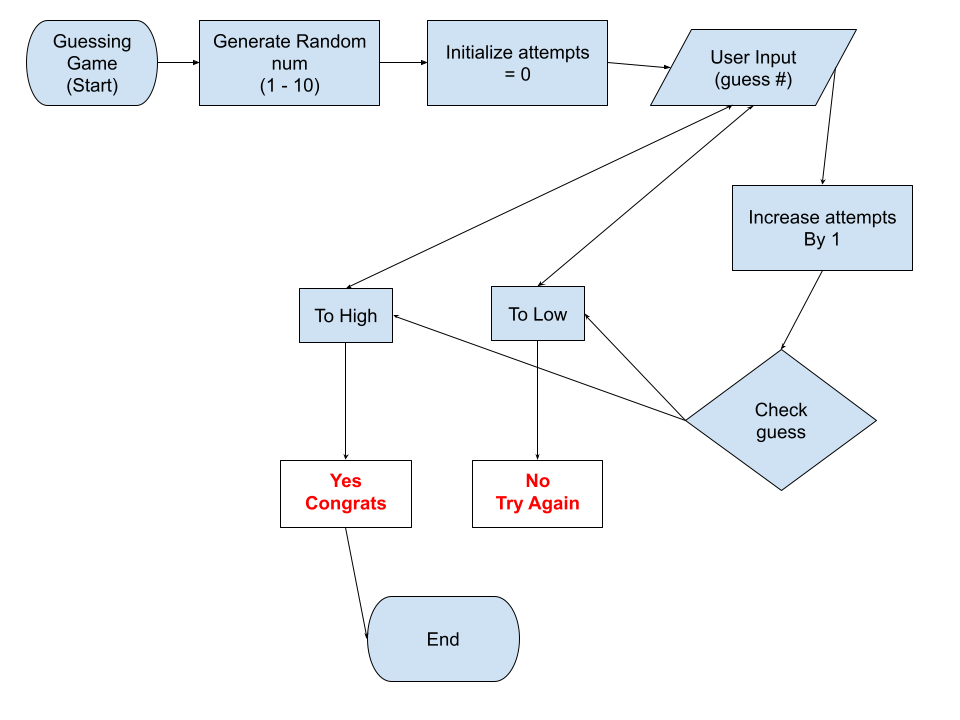 Guessing
Game
(Start)
Generate Random
num
(1 - 10)
Initialize attempts
= 0
User Input
(guess #)
Increase attempts
By 1
To High
To Low
Check
guess
Yes
Congrats
No
Try Again
End